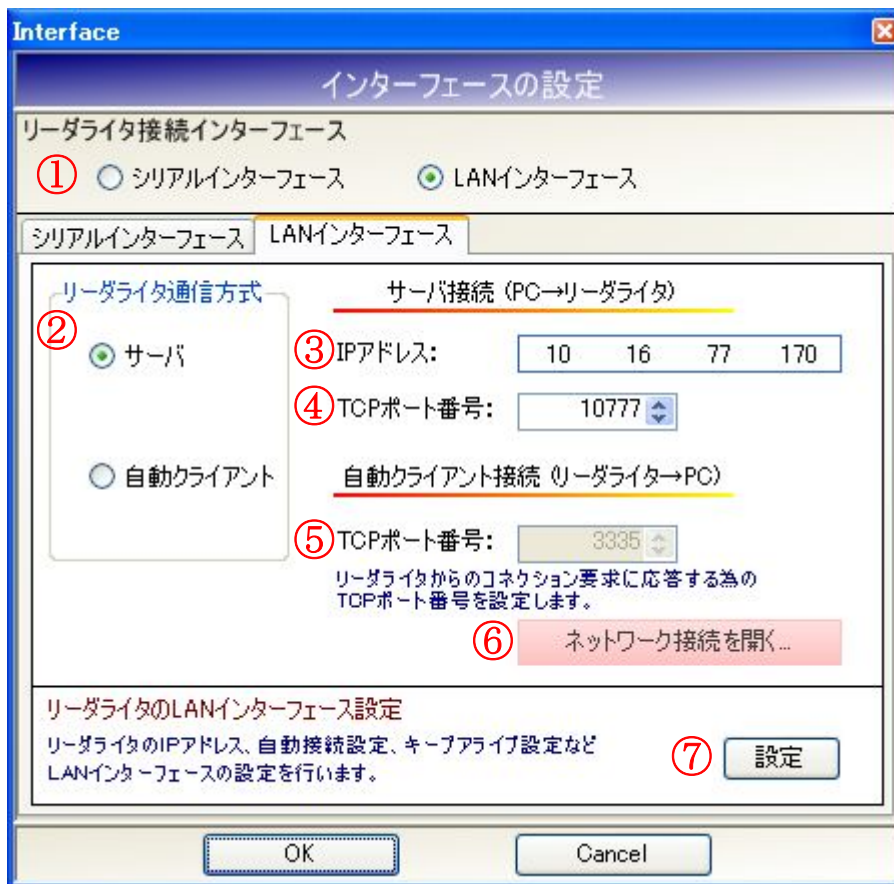 Interface
インターフェースの設定
リーダライタ接続インターフェース
① シリアルインターフェース LANインターフェース
シリアルインターフェース LANインターフェース
リーダライタ通信方式 サーバ接続 (PC→リーダライタ)
② サーバ ③ IPアドレス: 10 16 77 170
④ TCPポート番号: 10777
自動クライアント 自動クライアント接続 (リーダライタ→PC)
⑤ TCPポート番号: 3335
リーダライタからのコネクション要求に応答する為の
TCPポート番号を設定します。
⑥ ネットワーク接続を開く...
リーダライタのLANインターフェース設定
リーダライタのIPアドレス、自動接続設定、キープアライブ設定など
LANインターフェースの設定を行います。
⑦ 設定
OK Cancel